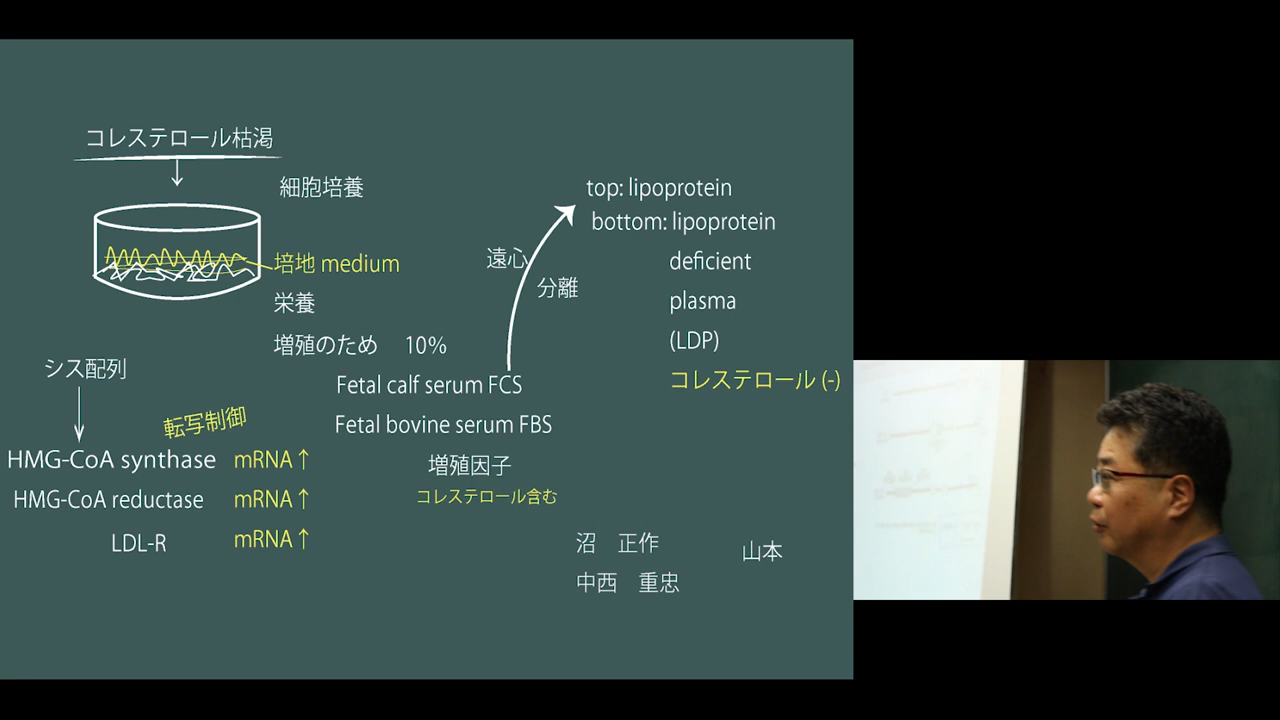 コレステロール枯渇
細胞培養
培地 medium
栄養
増殖のため 10%
Fetal calf serum FCS
Fetal bovine serum FBS
増殖因子
コレステロール含む
遠心
分離
top: lipoprotein
bottom: lipoprotein
deficient
plasma
(LDP)
コレステロール (-)
シス配列
転写制御
HMG-CoA synthase mRNA↑
HMG-CoA reductase mRNA↑
LDL-R mRNA↑
沼 正作 山本
中西 重忠